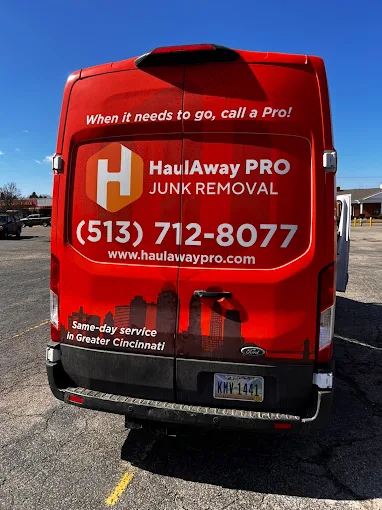 When it needs to go, call a Pro!
H
HaulAway PRO
JUNK REMOVAL
(513) 712-8077
www.haulawaypro.com
Same-day service
in Greater Cincinnati
Ford
KMV 1441